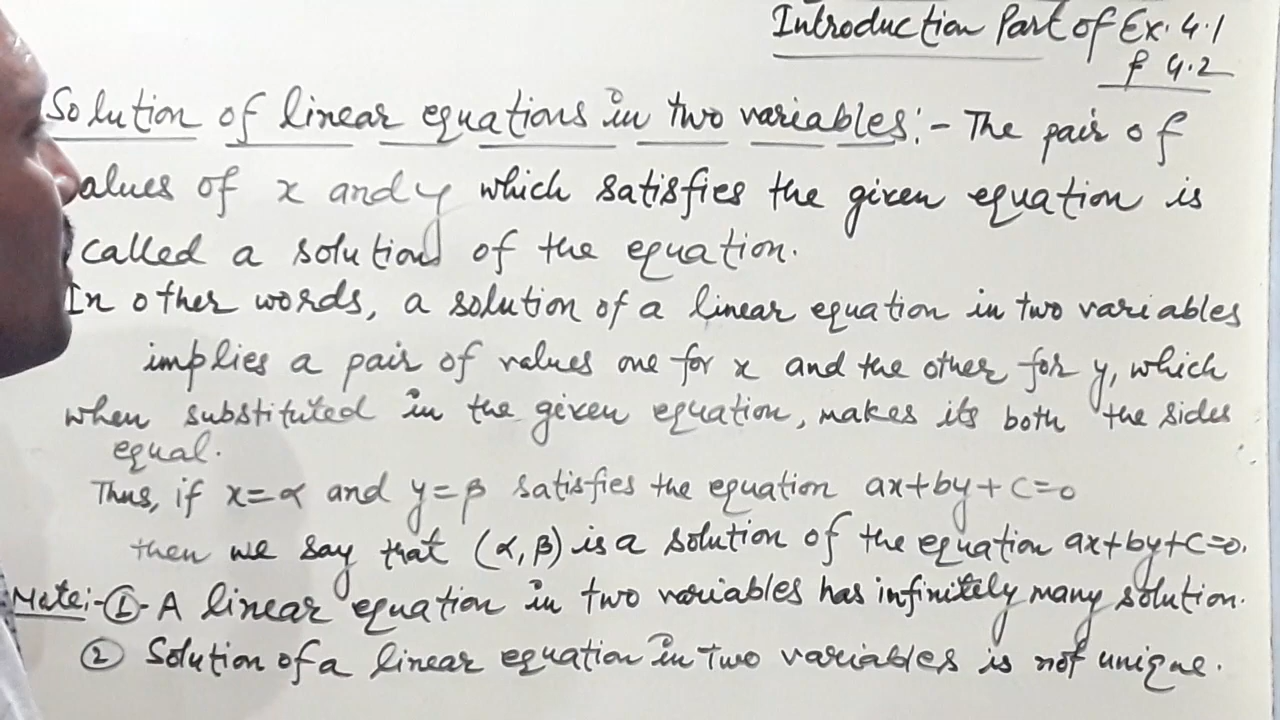 Introduction Part of Ex. 4.1
& 4.2
Solution of linear equations in two variables:- The pair of
values of x and y which satisfies the given equation is
called a solution of the equation.
In other words, a solution of a linear equation in two variables
implies a pair of values one for x and the other for y, which
when substituted in the given equation, makes its both the sides
equal.
Thus, if x=α and y=β satisfies the equation ax+by+c=0
then we say that (α, β) is a solution of the equation ax+by+c=0.
Note:-① - A linear equation in two variables has infinitely many solution.
② Solution of a linear equation in two variables is not unique.